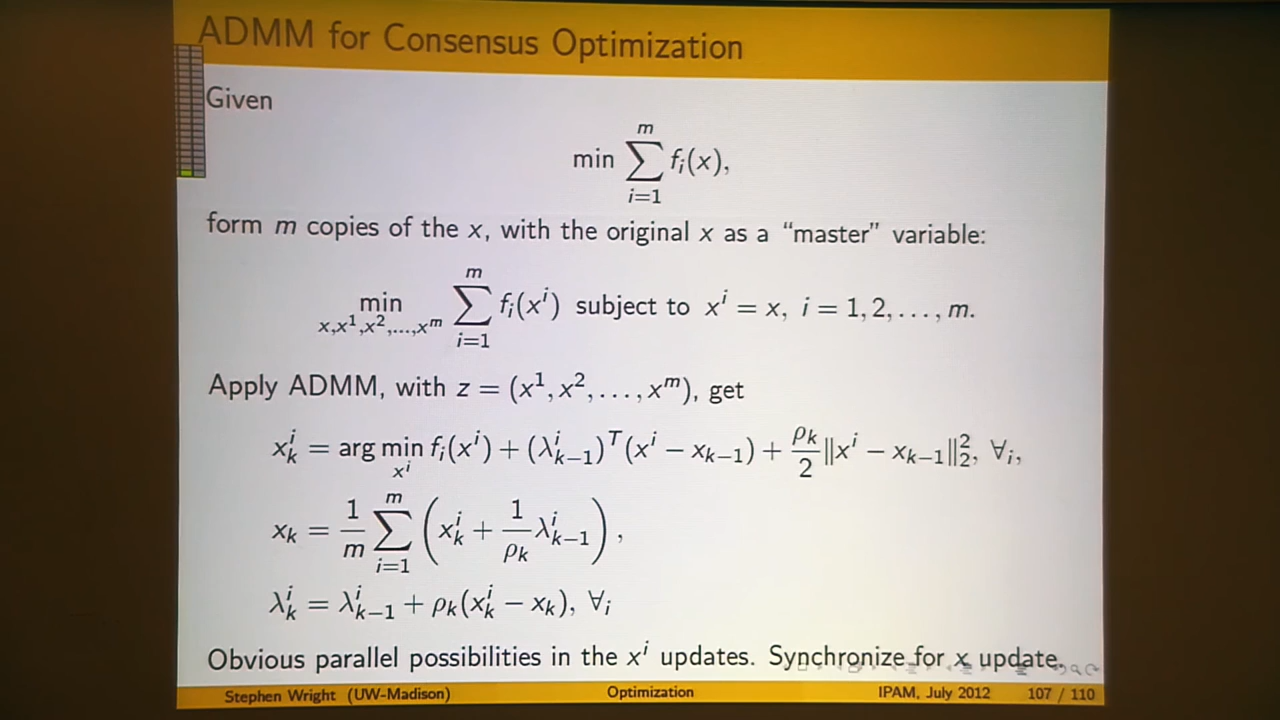 ADMM for Consensus Optimization
Given
min ∑_{i=1}^{m} f_i(x),
form m copies of the x, with the original x as a “master” variable:
min_{x,x^1,x^2,...,x^m} ∑_{i=1}^{m} f_i(x^i) subject to x^i = x, i = 1, 2, . . . , m.
Apply ADMM, with z = (x^1, x^2, . . . , x^m), get
x_k^i = arg min_{x^i} f_i(x^i) + (λ_{k−1}^i)^T (x^i − x_{k−1}) + ρ_k/2 ‖x^i − x_{k−1}‖_2^2, ∀_i,
x_k = 1/m ∑_{i=1}^{m} (x_k^i + 1/ρ_k λ_{k−1}^i),
λ_k^i = λ_{k−1}^i + ρ_k(x_k^i − x_k), ∀_i
Obvious parallel possibilities in the x^i updates. Synchronize for x update.
Stephen Wright (UW-Madison) Optimization IPAM, July 2012 107 / 110